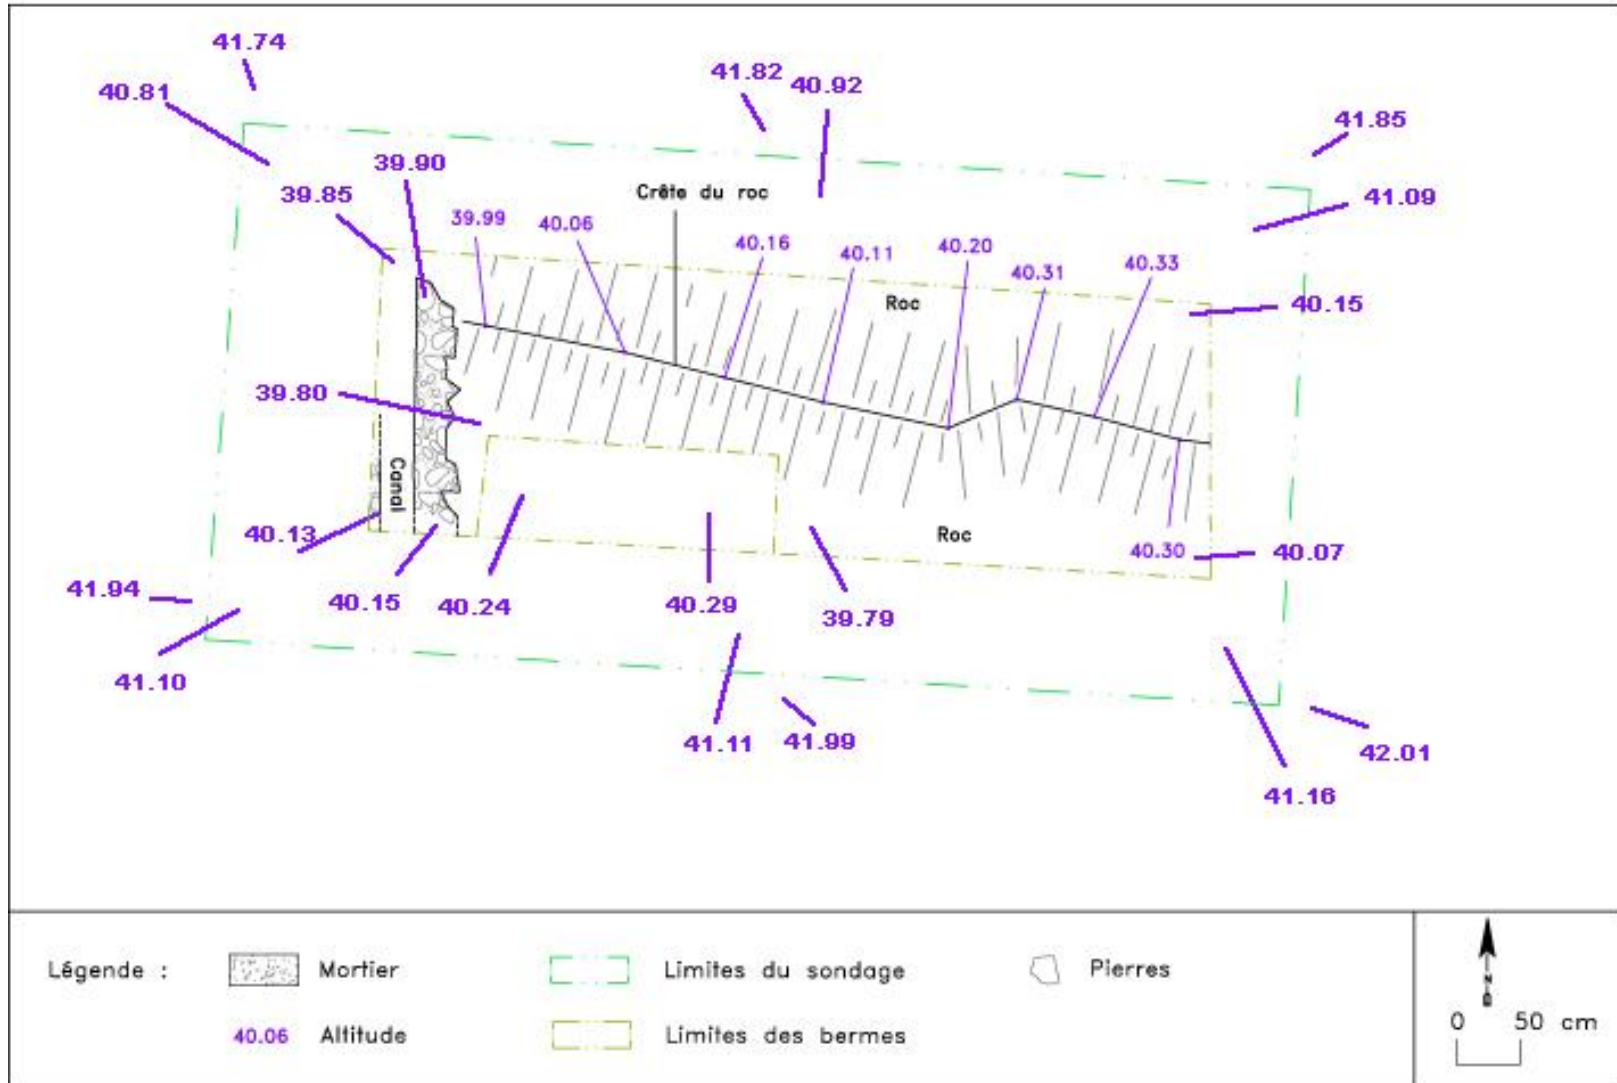 41.74
41.82
40.92
40.81
41.85
39.90
Crête du roc
39.85
41.09
39.99
40.06
40.16
40.20
40.11
40.31
40.33
Roc
40.15
39.80
Canal
40.13
Roc
40.30
40.07
41.94
40.15
40.24
40.29
39.79
41.10
41.11
41.99
42.01
41.16
Légende :
Mortier
Limites du sondage
Pierres
40.06
Altitude
Limites des bermes
N
0 50 cm